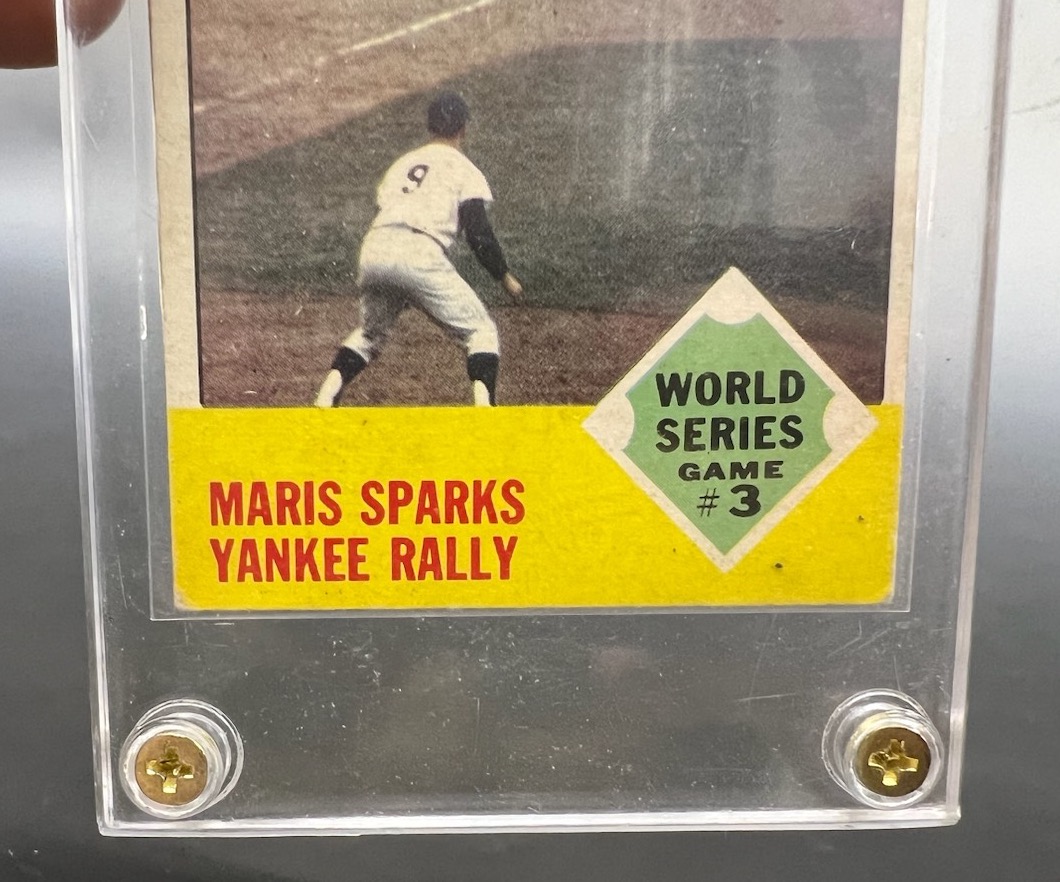 9
WORLD
SERIES
GAME
#3
MARIS SPARKS
YANKEE RALLY